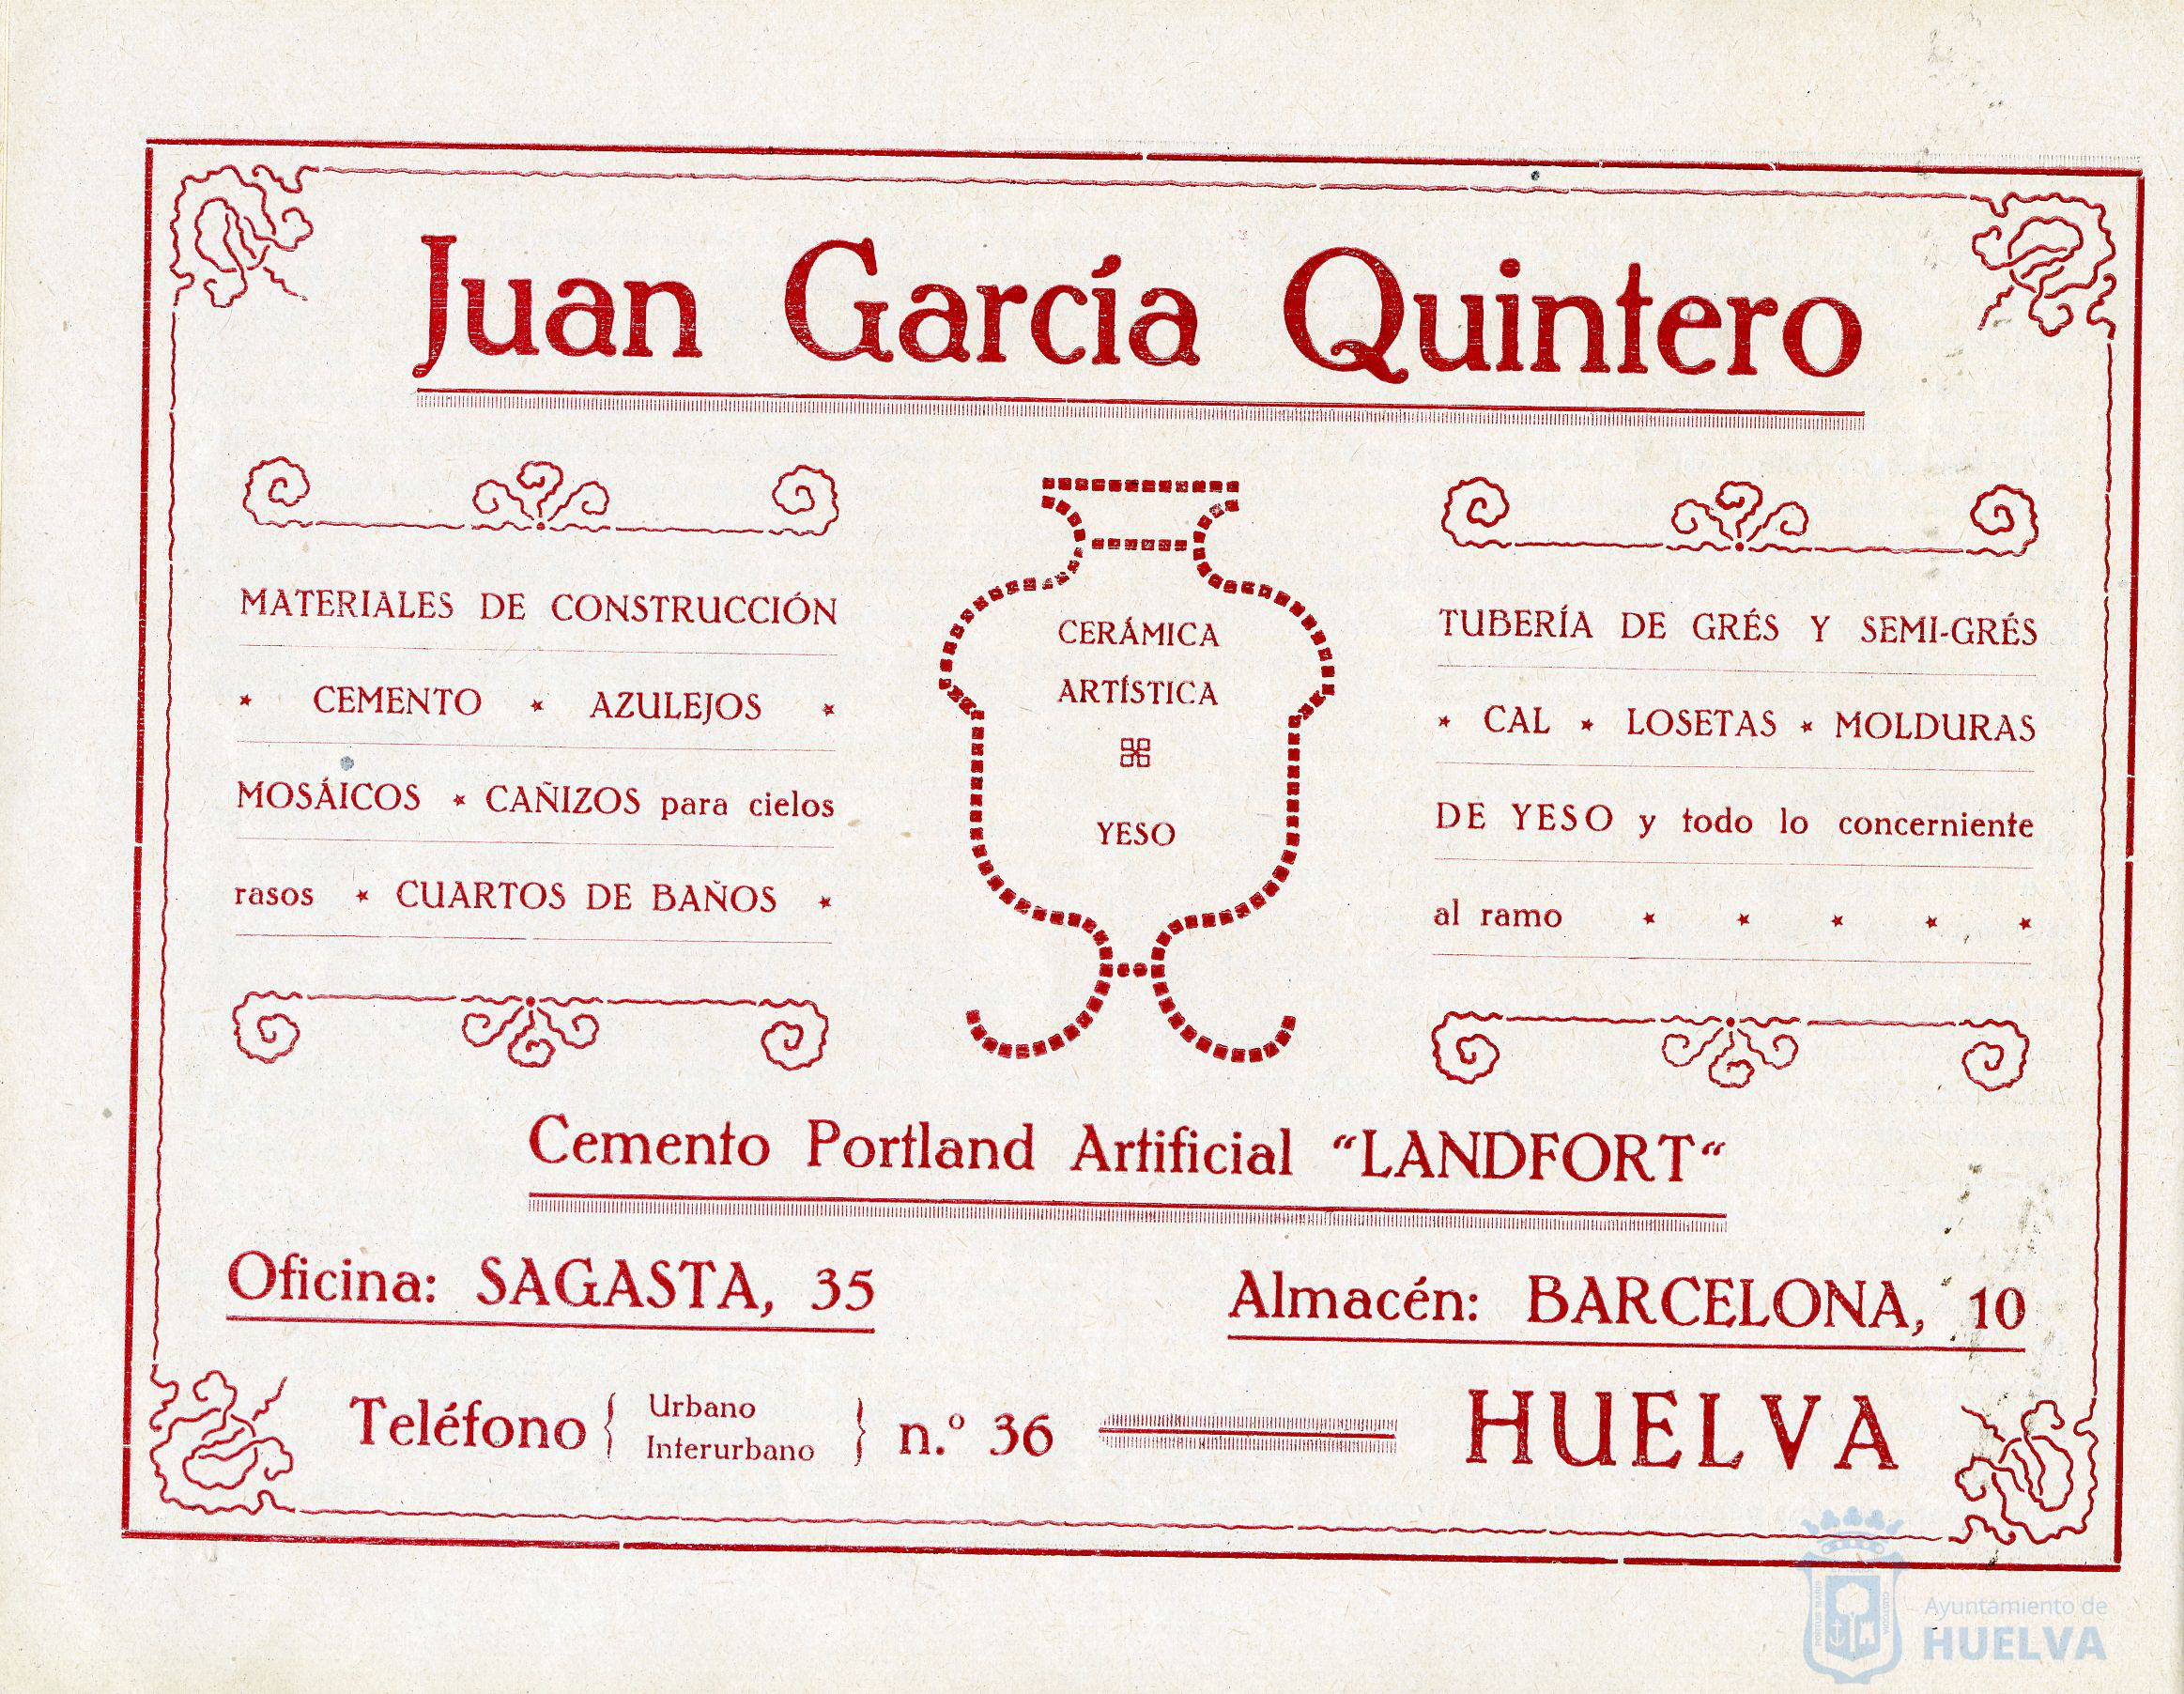 Juan García Quintero
MATERIALES DE CONSTRUCCIÓN
* CEMENTO * AZULEJOS *
MOSÁICOS * CAÑIZOS para cielos
rasos * CUARTOS DE BAÑOS *
CERÁMICA
ARTÍSTICA
YESO
TUBERÍA DE GRÉS Y SEMI-GRÉS
* CAL * LOSETAS * MOLDURAS
DE YESO y todo lo concerniente
al ramo * * * * *
Cemento Portland Artificial “LANDFORT“
Oficina: SAGASTA, 35
Almacén: BARCELONA, 10
Teléfono { Urbano
Interurbano } n.º 36
HUELVA
Ayuntamiento de
HUELVA